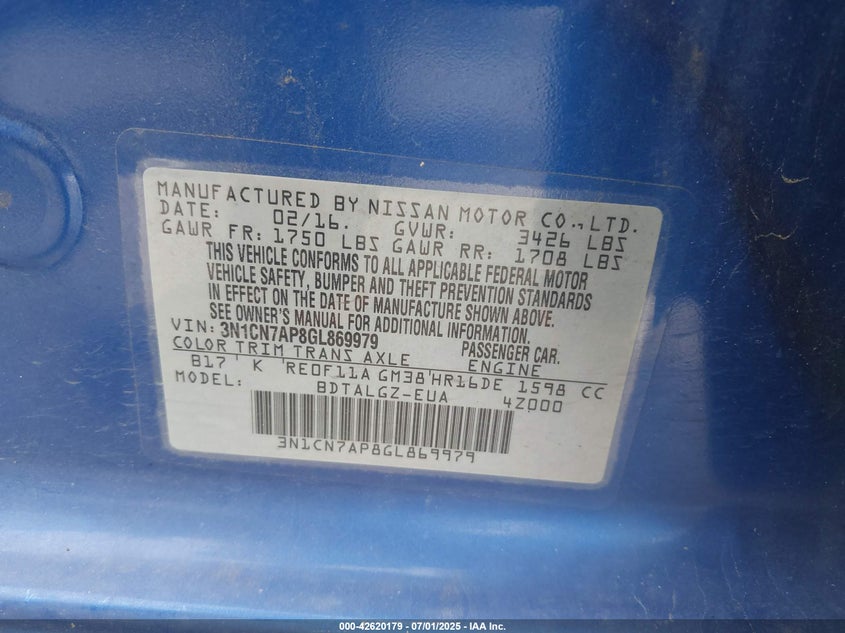 MANUFACTURED BY NISSAN MOTOR CO., LTD.
DATE: 02/16. GVWR: 3426 LBS
GAWR FR: 1750 LBS GAWR RR: 1708 LBS
THIS VEHICLE CONFORMS TO ALL APPLICABLE FEDERAL MOTOR
VEHICLE SAFETY, BUMPER AND THEFT PREVENTION STANDARDS
IN EFFECT ON THE DATE OF MANUFACTURE SHOWN ABOVE.
SEE OWNER'S MANUAL FOR ADDITIONAL INFORMATION.
VIN: 3N1CN7AP8GL869979 PASSENGER CAR.
COLOR TRIM TRANS AXLE ENGINE
B17 ' K 'RE0F11A GM38'HR16DE 1598 CC
MODEL: BDTALGZ-EUA 4Z000
3N1CN7AP8GL869979
000-42620179 - 07/01/2025 - IAA Inc.